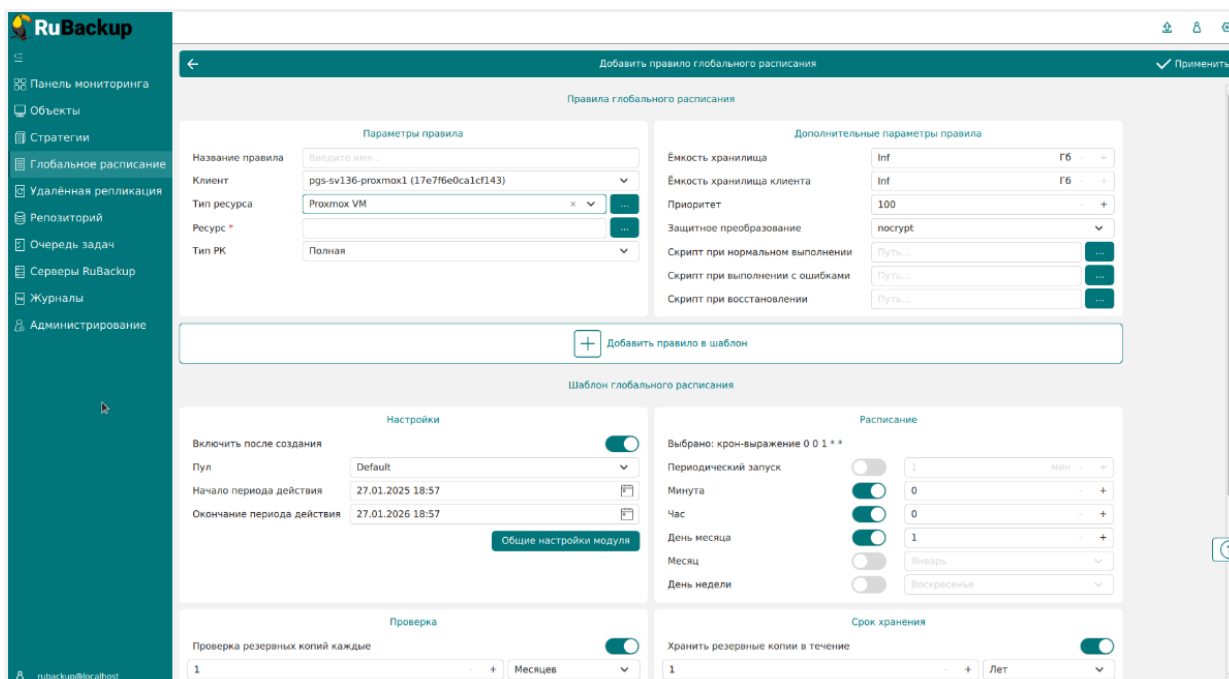 RuBackup
Панель мониторинга
Объекты
Стратегии
Глобальное расписание
Удалённая репликация
Репозиторий
Очередь задач
Серверы RuBackup
Журналы
Администрирование
rubackup@localhost
Добавить правило глобального расписания
Применить
Правила глобального расписания
Параметры правила
Название правила Введите имя ..
Клиент pgs-sv136-proxmox1 (17e7f6e0ca1cf143)
Тип ресурса Proxmox VM × ...
Ресурс * ...
Тип РК Полная
Дополнительные параметры правила
Ёмкость хранилища Inf Гб - +
Ёмкость хранилища клиента Inf Гб - +
Приоритет 100 - +
Защитное преобразование nocrypt
Скрипт при нормальном выполнении Путь... ...
Скрипт при выполнении с ошибками Путь... ...
Скрипт при восстановлении Путь... ...
+ Добавить правило в шаблон
Шаблон глобального расписания
Настройки
Включить после создания
Пул Default
Начало периода действия 27.01.2025 18:57
Окончание периода действия 27.01.2026 18:57
Общие настройки модуля
Расписание
Выбрано: крон-выражение 0 0 1 * *
Периодический запуск 1 мин - +
Минута 0 - +
Час 0 - +
День месяца 1 - +
Месяц Январь
День недели Воскресенье
Проверка
Проверка резервных копий каждые
1 - + Месяцев
Срок хранения
Хранить резервные копии в течение
1 - + Лет